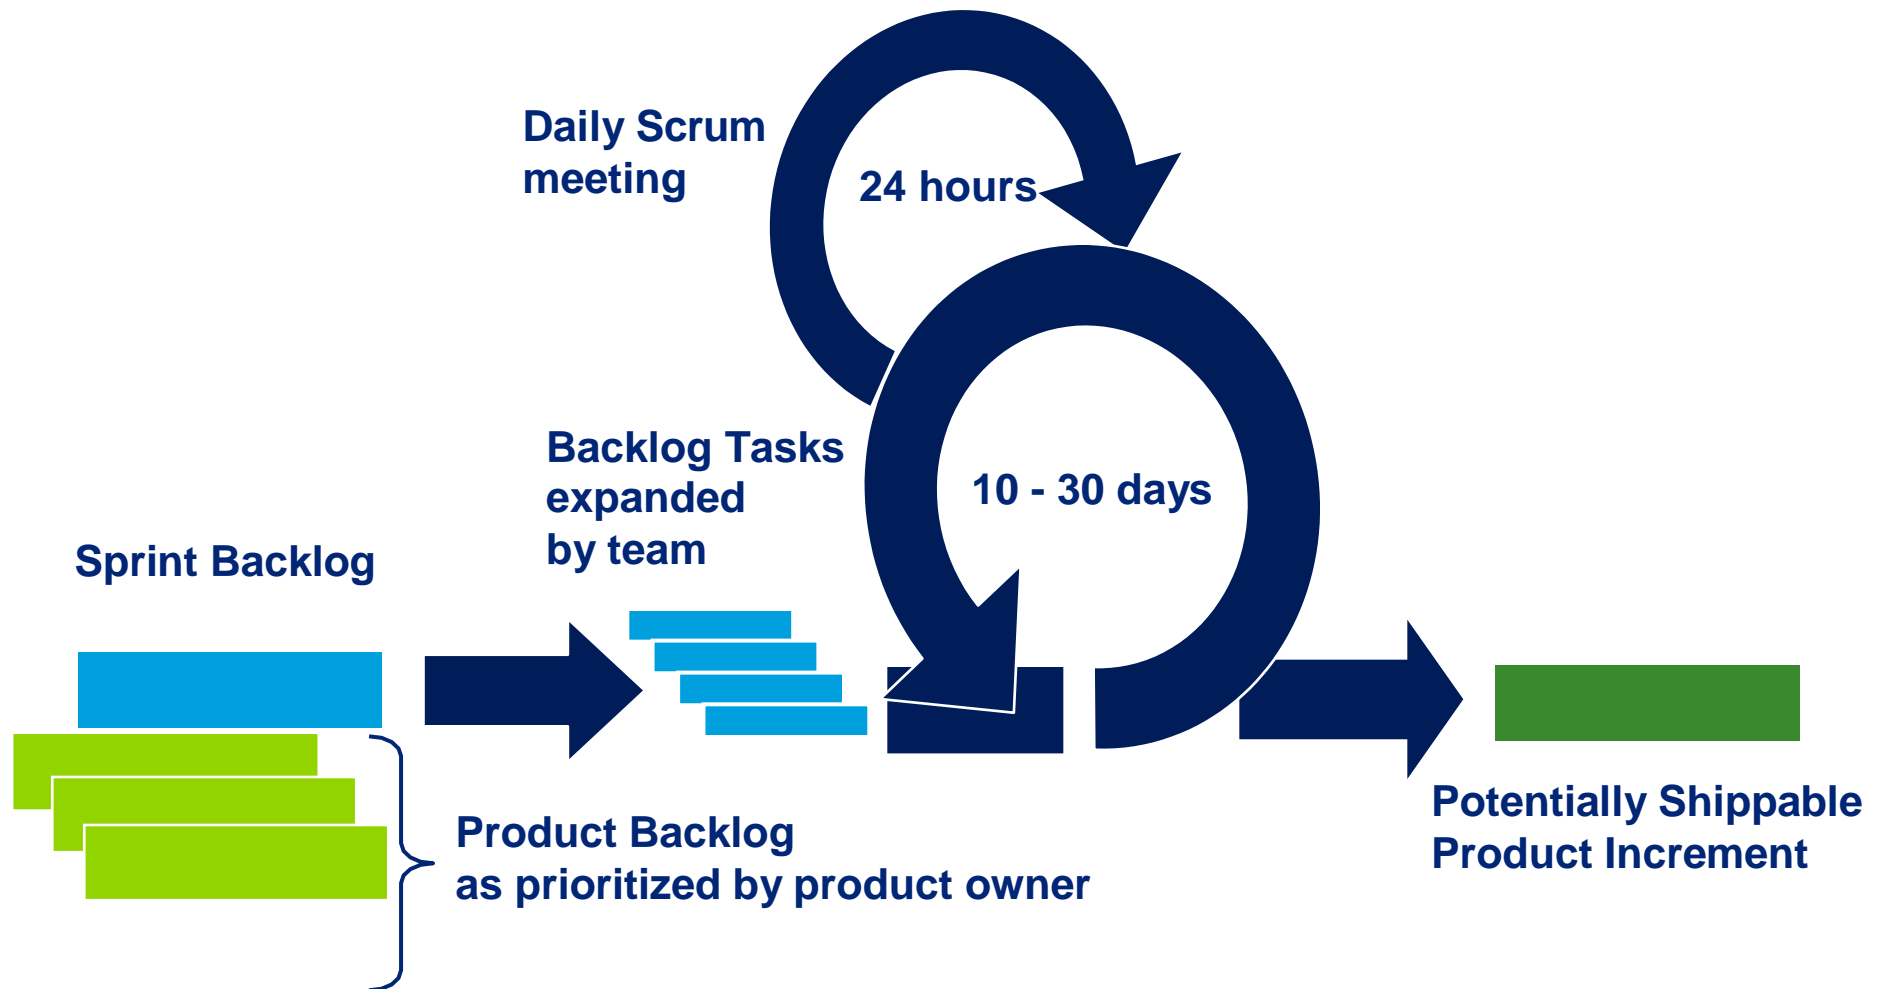 Daily Scrum
meeting
24 hours
Backlog Tasks
expanded
by team
10 - 30 days
Sprint Backlog
Product Backlog
as prioritized by product owner
Potentially Shippable
Product Increment